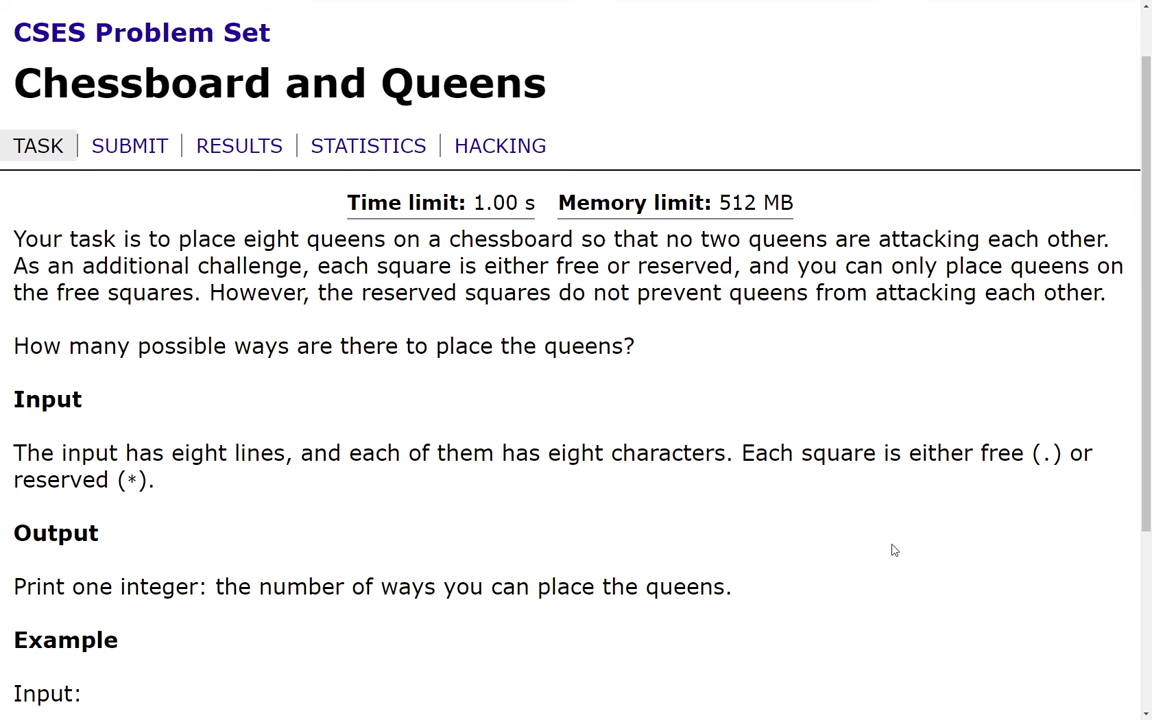 CSES Problem Set
Chessboard and Queens
TASK | SUBMIT | RESULTS | STATISTICS | HACKING
Time limit: 1.00 s Memory limit: 512 MB
Your task is to place eight queens on a chessboard so that no two queens are attacking each other.
As an additional challenge, each square is either free or reserved, and you can only place queens on
the free squares. However, the reserved squares do not prevent queens from attacking each other.
How many possible ways are there to place the queens?
Input
The input has eight lines, and each of them has eight characters. Each square is either free (.) or
reserved (*).
Output
Print one integer: the number of ways you can place the queens.
Example
Input: